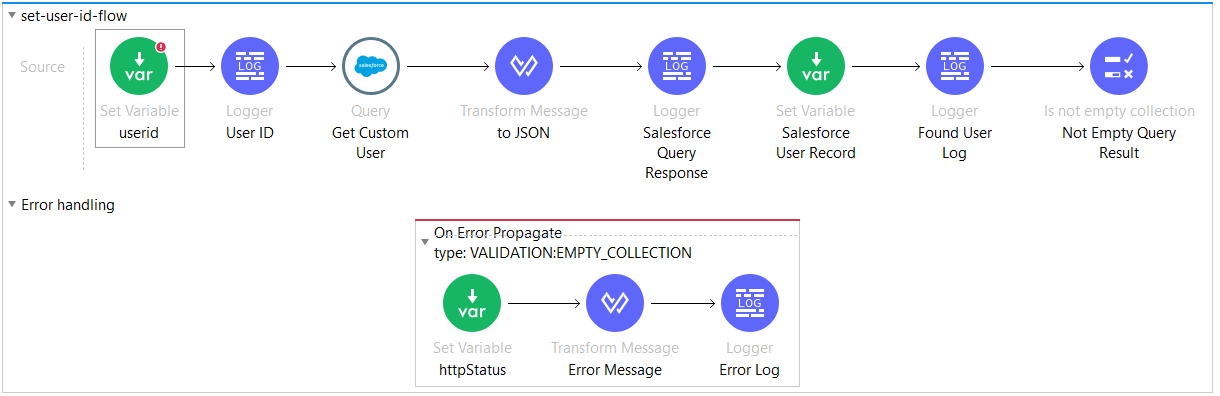 set-user-id-flow
Source
var
Set Variable
userid
LOG
Logger
User ID
salesforce
Query
Get Custom
User
Transform Message
to JSON
LOG
Logger
Salesforce
Query
Response
var
Set Variable
Salesforce
User Record
LOG
Logger
Found User
Log
Is not empty collection
Not Empty Query
Result
Error handling
On Error Propagate
type: VALIDATION:EMPTY_COLLECTION
var
Set Variable
httpStatus
Transform Message
Error Message
LOG
Logger
Error Log